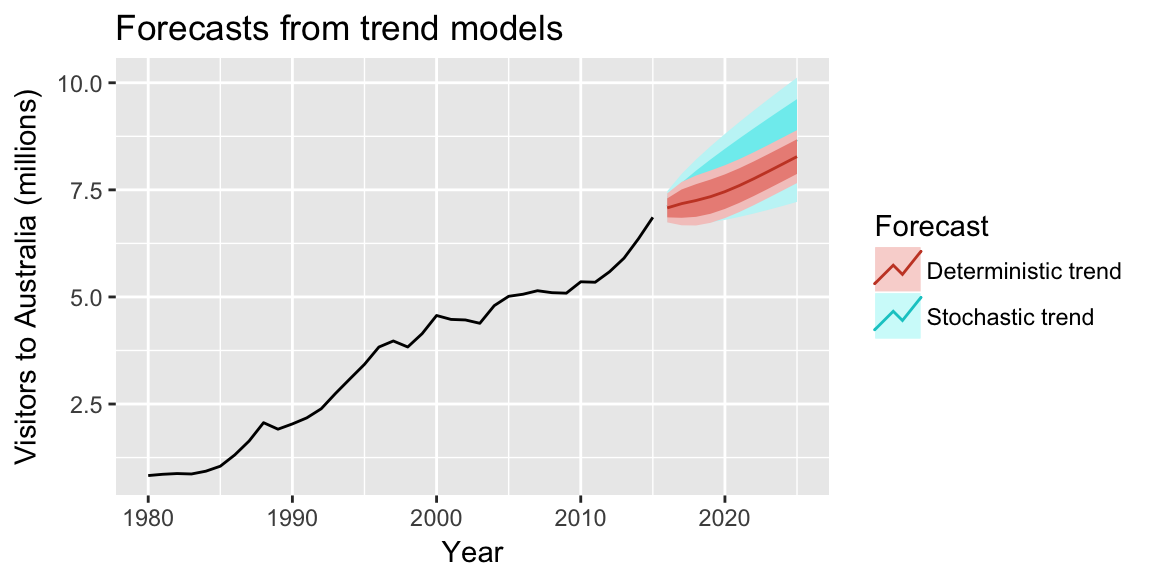 Forecasts from trend models
Visitors to Australia (millions)
10.0
7.5
5.0
2.5
1980 1990 2000 2010 2020
Year
Forecast
Deterministic trend
Stochastic trend